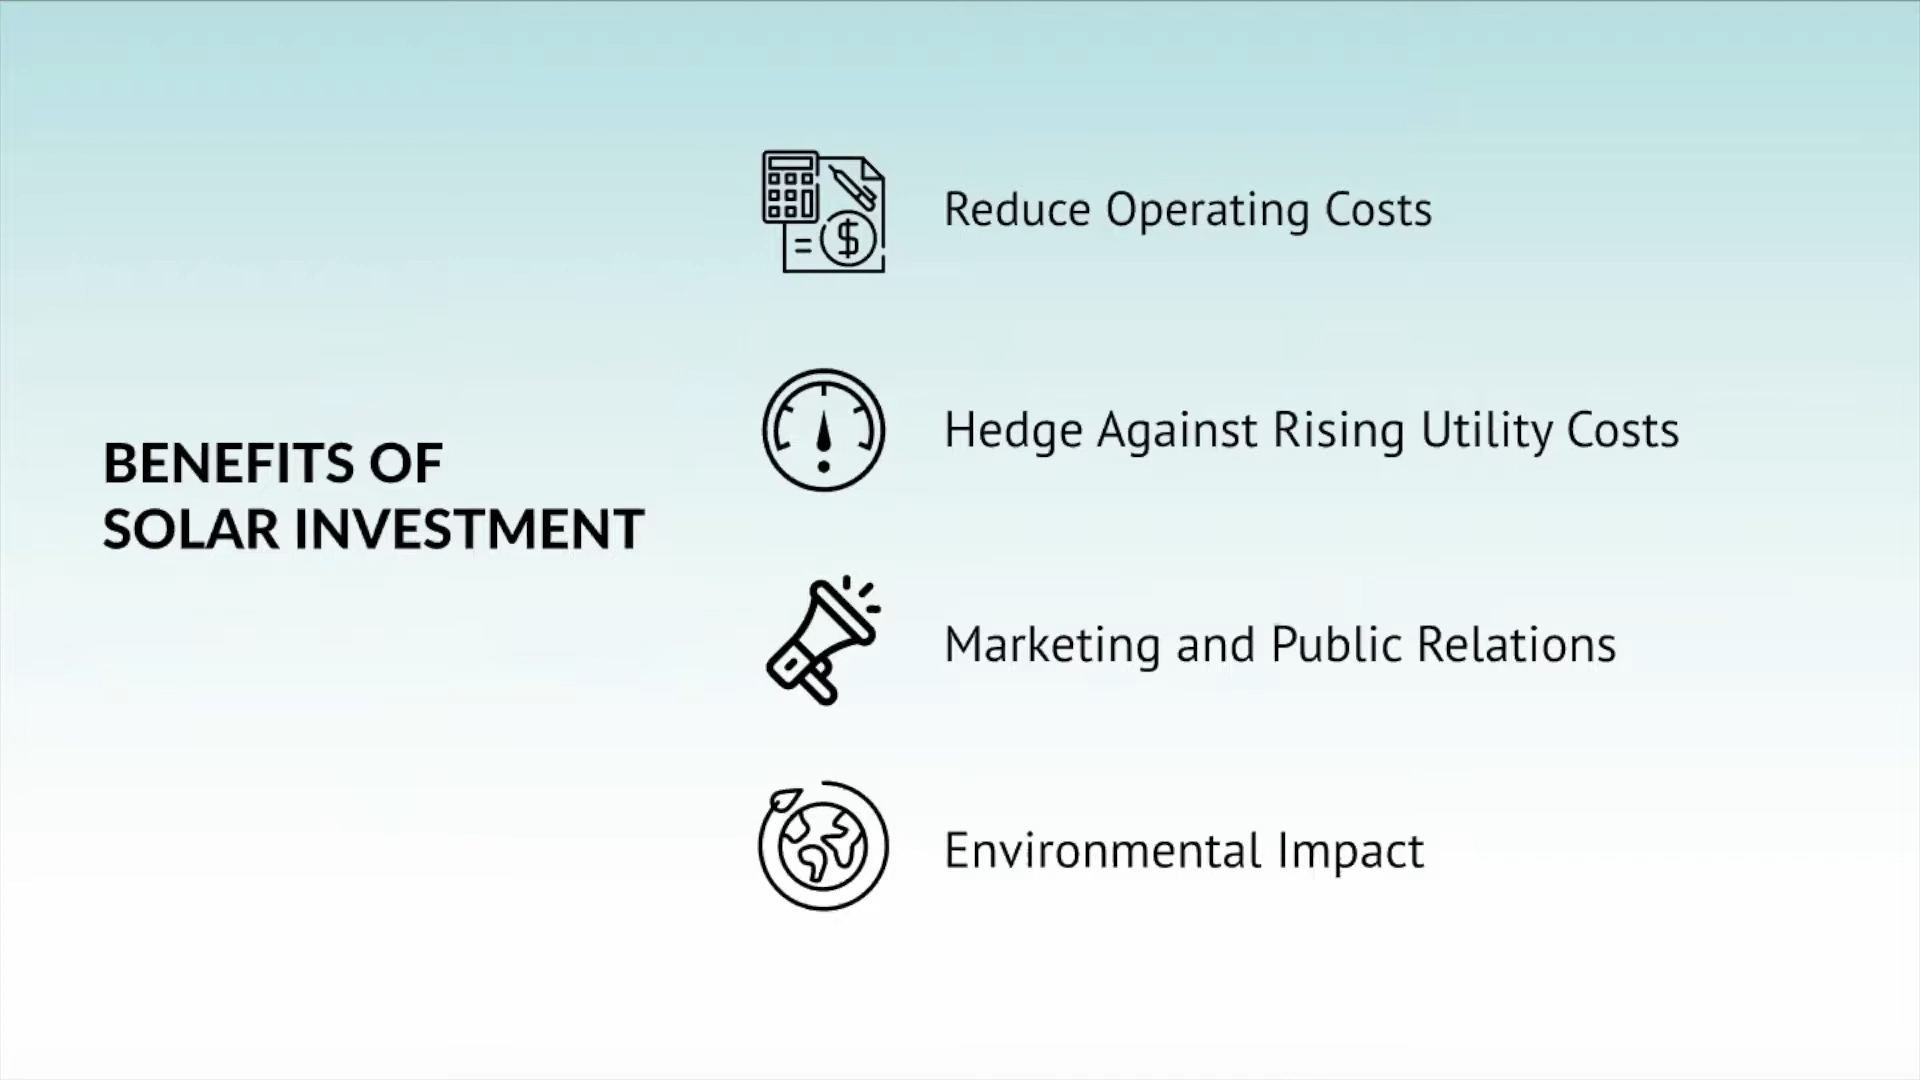 BENEFITS OF
SOLAR INVESTMENT
Reduce Operating Costs
Hedge Against Rising Utility Costs
Marketing and Public Relations
Environmental Impact